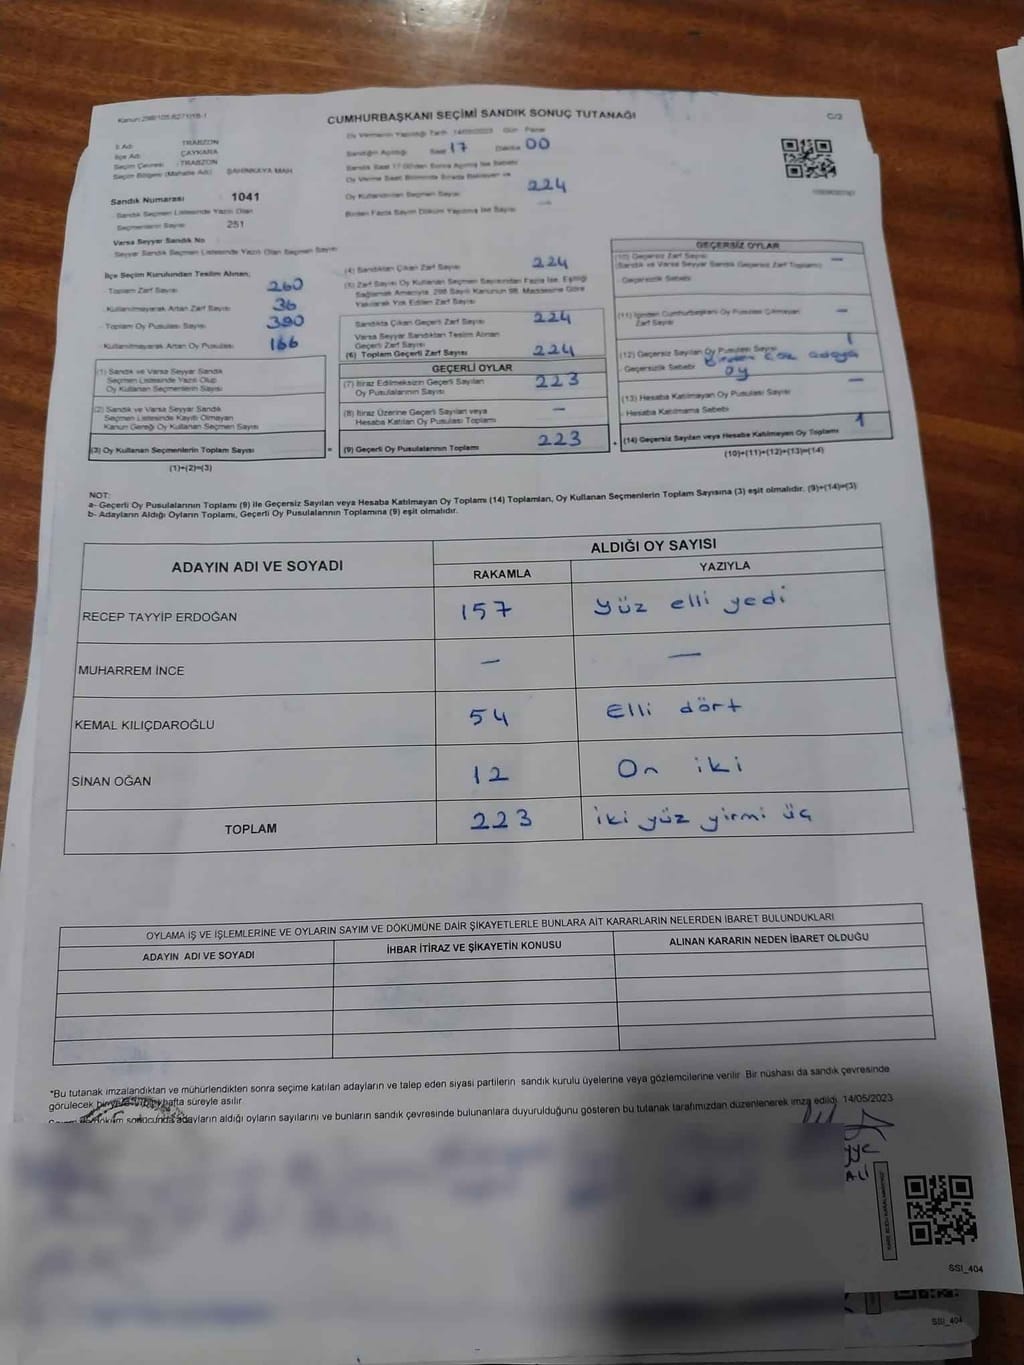 Kanun:298/105,6271/18-1
CUMHURBAŞKANI SEÇİMİ SANDIK SONUÇ TUTANAĞI
C/2
İl Adı: TRABZON
İlçe Adı: ÇAYKARA
Seçim Çevresi: TRABZON
Seçim Bölgesi (Mahalle Adı): ŞAHİNKAYA MAH
Oy Vermenin Yapıldığı Tarih 14/05/2023 Gün Pazar
Sandığın Açıldığı Saat 17 Dakika 00
Sandık Saat 17:00'den Sonra Açılmış İse Sebebi
Oy Verme Saati Bitiminde Sırada Bekleyen ve
Oy Kullandırılan Seçmen Sayısı 224
Birden Fazla Sayım Döküm Yapılmış İse Sayısı —
Sandık Numarası 1041
Sandık Seçmen Listesinde Yazılı Olan
Seçmenlerin Sayısı 251
Varsa Seyyar Sandık No
Seyyar Sandık Seçmen Listesinde Yazılı Olan Seçmen Sayısı
İlçe Seçim Kurulundan Teslim Alınan;
- Toplam Zarf Sayısı 260
- Kullanılmayarak Artan Zarf Sayısı 36
- Toplam Oy Pusulası Sayısı 390
- Kullanılmayarak Artan Oy Pusulası 166
(1) Sandık ve Varsa Seyyar Sandık
Seçmen Listesinde Yazılı Olup
Oy Kullanan Seçmenlerin Sayısı
(2) Sandık ve Varsa Seyyar Sandık
Seçmen Listesinde Kayıtlı Olmayan
Kanun Gereği Oy Kullanan Seçmen Sayısı
(3) Oy Kullanan Seçmenlerin Toplam Sayısı
(1)+(2)=(3)
(4) Sandıktan Çıkan Zarf Sayısı 224
(5) Zarf Sayısı Oy Kullanan Seçmen Sayısından Fazla İse, Eşitliği
Sağlamak Amacıyla, 298 Sayılı Kanunun 98. Maddesine Göre
Yakılarak Yok Edilen Zarf Sayısı
Sandıkta Çıkan Geçerli Zarf Sayısı 224
Varsa Seyyar Sandıktan Teslim Alınan
Geçerli Zarf Sayısı
(6) Toplam Geçerli Zarf Sayısı 224
GEÇERLİ OYLAR
(7) İtiraz Edilmeksizin Geçerli Sayılan
Oy Pusulalarının Sayısı 223
(8) İtiraz Üzerine Geçerli Sayılan veya
Hesaba Katılan Oy Pusulası Toplamı —
= (9) Geçerli Oy Pusulalarının Toplamı 223 +
GEÇERSİZ OYLAR
(10) Geçersiz Zarf Sayısı —
(Sandık ve Varsa Seyyar Sandık Geçersiz Zarf Toplamı)
- Geçersizlik Sebebi
(11) İçinden Cumhurbaşkanı Oy Pusulası Çıkmayan
Zarf Sayısı —
(12) Geçersiz Sayılan Oy Pusulası Sayısı 1
- Geçersizlik Sebebi Birden çok adaya
oy
(13) Hesaba Katılmayan Oy Pusulası Sayısı —
- Hesaba Katılmama Sebebi
(14) Geçersiz Sayılan veya Hesaba Katılmayan Oy Toplamı 1
(10)+(11)+(12)+(13)=(14)
NOT:
a- Geçerli Oy Pusulalarının Toplamı (9) ile Geçersiz Sayılan veya Hesaba Katılmayan Oy Toplamı (14) Toplamları, Oy Kullanan Seçmenlerin Toplam Sayısına (3) eşit olmalıdır. (9)+(14)=(3)
b- Adayların Aldığı Oyların Toplamı, Geçerli Oy Pusulalarının Toplamına (9) eşit olmalıdır.
ADAYIN ADI VE SOYADI ALDIĞI OY SAYISI
RAKAMLA YAZIYLA
RECEP TAYYİP ERDOĞAN 157 yüz elli yedi
MUHARREM İNCE — —
KEMAL KILIÇDAROĞLU 54 Elli dört
SİNAN OĞAN 12 On iki
TOPLAM 223 iki yüz yirmi üç
OYLAMA İŞ VE İŞLEMLERİNE VE OYLARIN SAYIM VE DÖKÜMÜNE DAİR ŞİKAYETLERLE BUNLARA AİT KARARLARIN NELERDEN İBARET BULUNDUKLARI
ADAYIN ADI VE SOYADI İHBAR İTİRAZ VE ŞİKAYETİN KONUSU ALINAN KARARIN NEDEN İBARET OLDUĞU
*Bu tutanak imzalandıktan ve mühürlendikten sonra seçime katılan adayların ve talep eden siyasi partilerin sandık kurulu üyelerine veya gözlemcilerine verilir. Bir nüshası da sandık çevresinde
görülecek bir yere hafta süreyle asılır.
döküm sonucunda adayların aldığı oyların sayılarını ve bunların sandık çevresinde bulunanlara duyurulduğunu gösteren bu tutanak tarafımızdan düzenlenerek imza edildi. 14/05/2023
ALİ
SSI_404
SSI_404